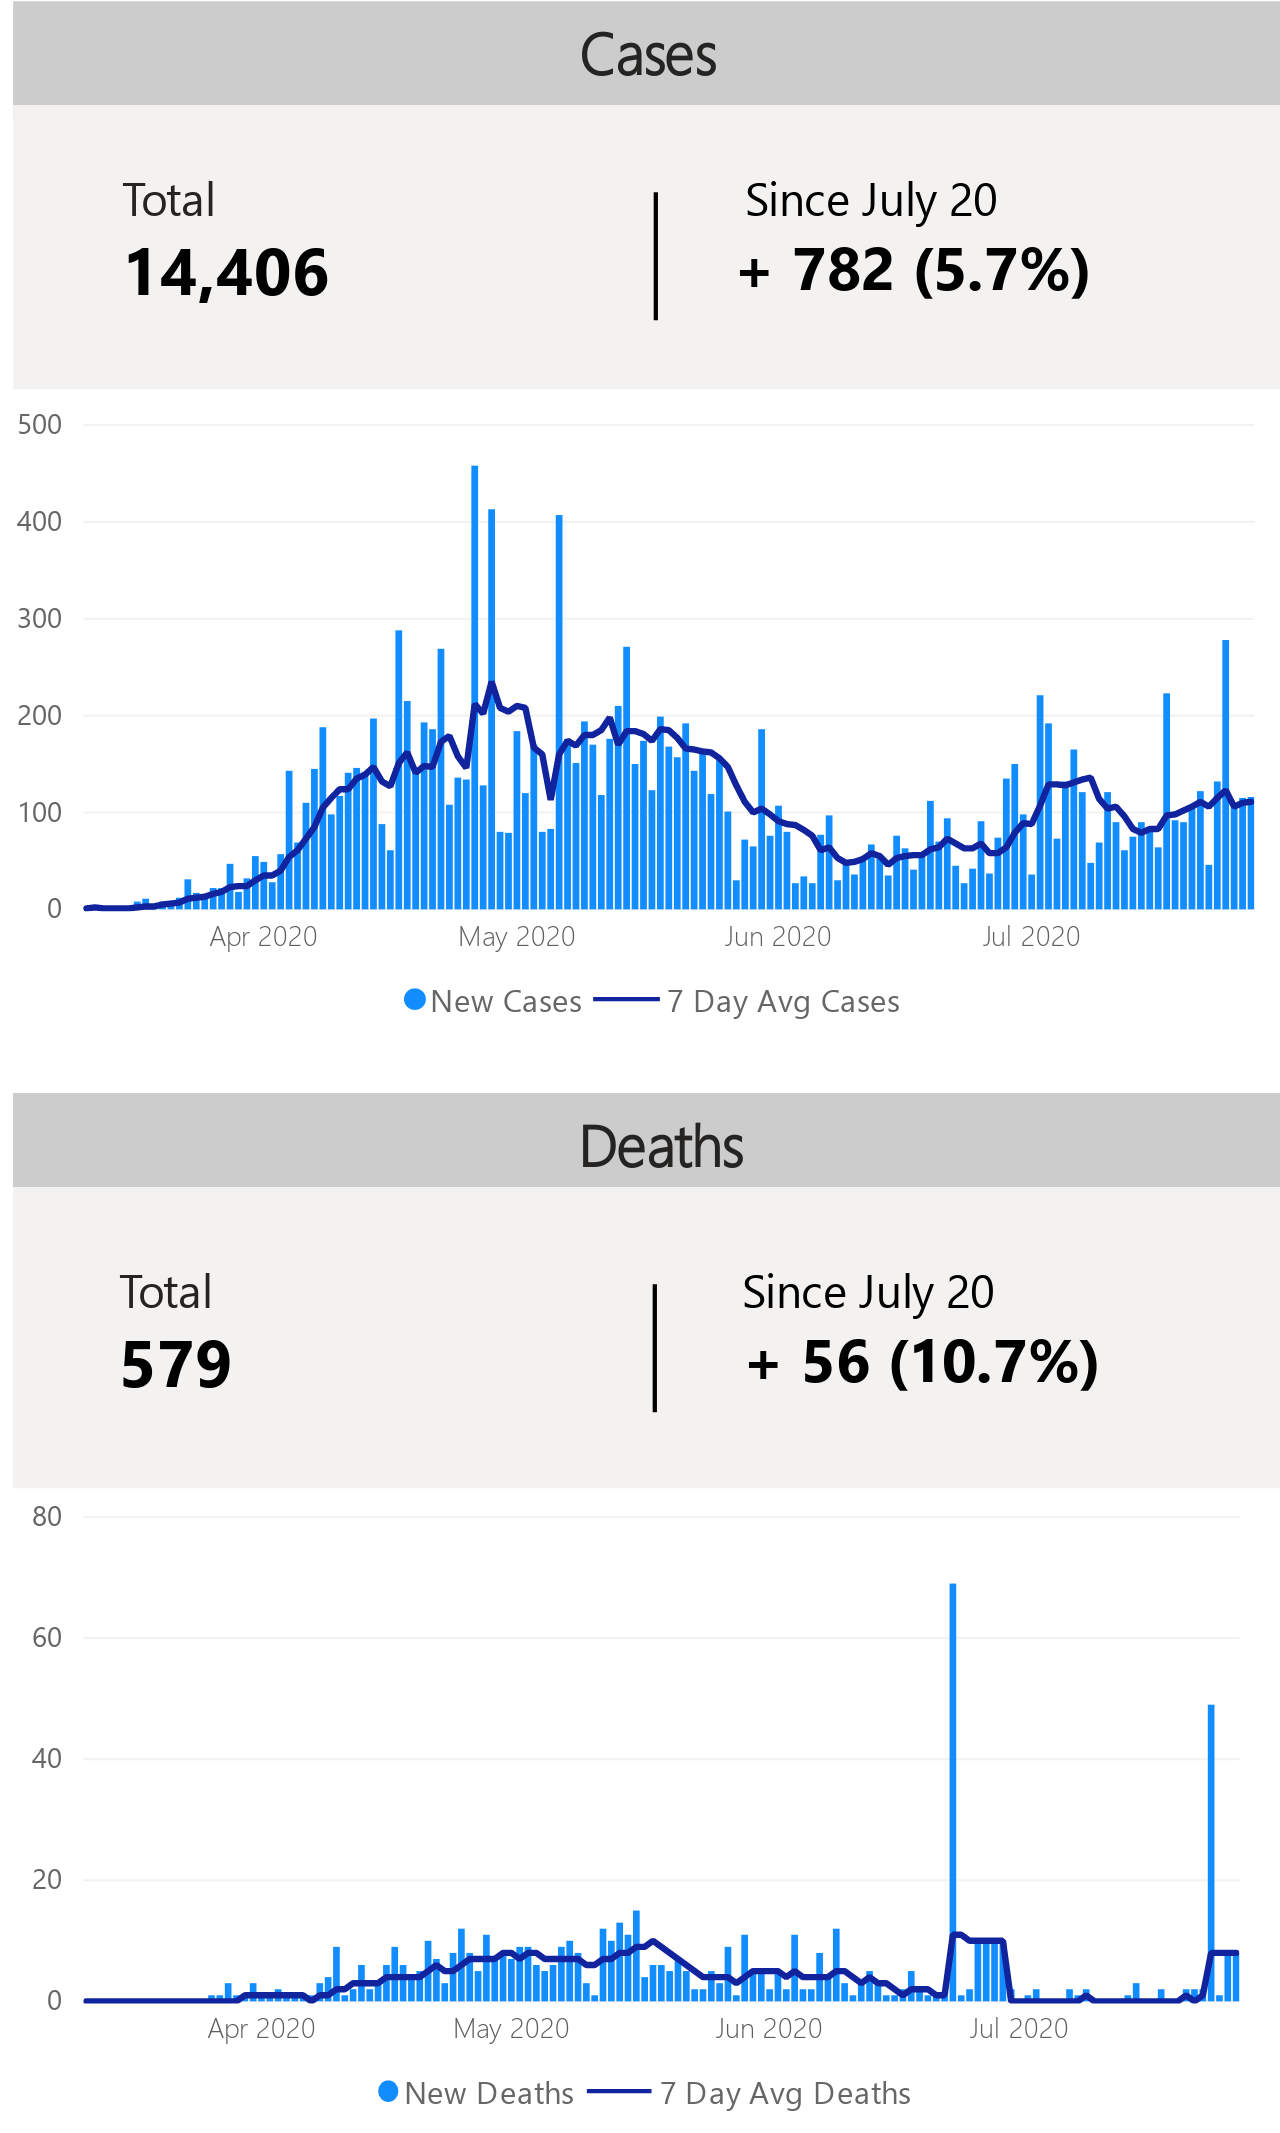 Cases
Total
Since July 20
14,406
+ 782 (5.7%)
500
400
300
200
100
0
Apr 2020
May 2020
Jun 2020
Jul 2020
New Cases
7 Day Avg Cases
Deaths
Total
Since July 20
579
+ 56 (10.7%)
80
60
40
20
0
Apr 2020
May 2020
Jun 2020
Jul 2020
New Deaths
7 Day Avg Deaths